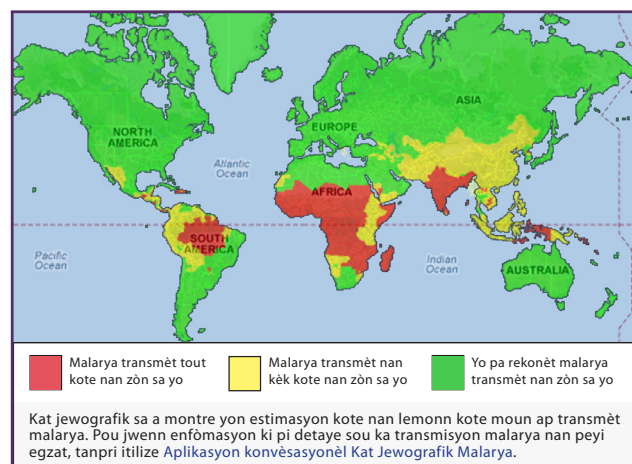 NORTH
AMERICA
Atlantic
Ocean
EUROPE
ASIA
AFRICA
Pacific
Ocean
SOUTH
AMERICA
Indian
Ocean
AUSTRALIA
Malarya transmèt tout
kote nan zòn sa yo
Malarya transmèt nan
kèk kote nan zòn sa yo
Yo pa rekonèt malarya
transmèt nan zòn sa yo
Kat jewografik sa a montre yon estimasyon kote nan lemonn kote moun ap transmèt
malarya. Pou jwenn enfòmasyon ki pi detaye sou ka transmisyon malarya nan peyi
egzat, tanpri itilize Aplikasyon konvèsasyonèl Kat Jewografik Malarya.